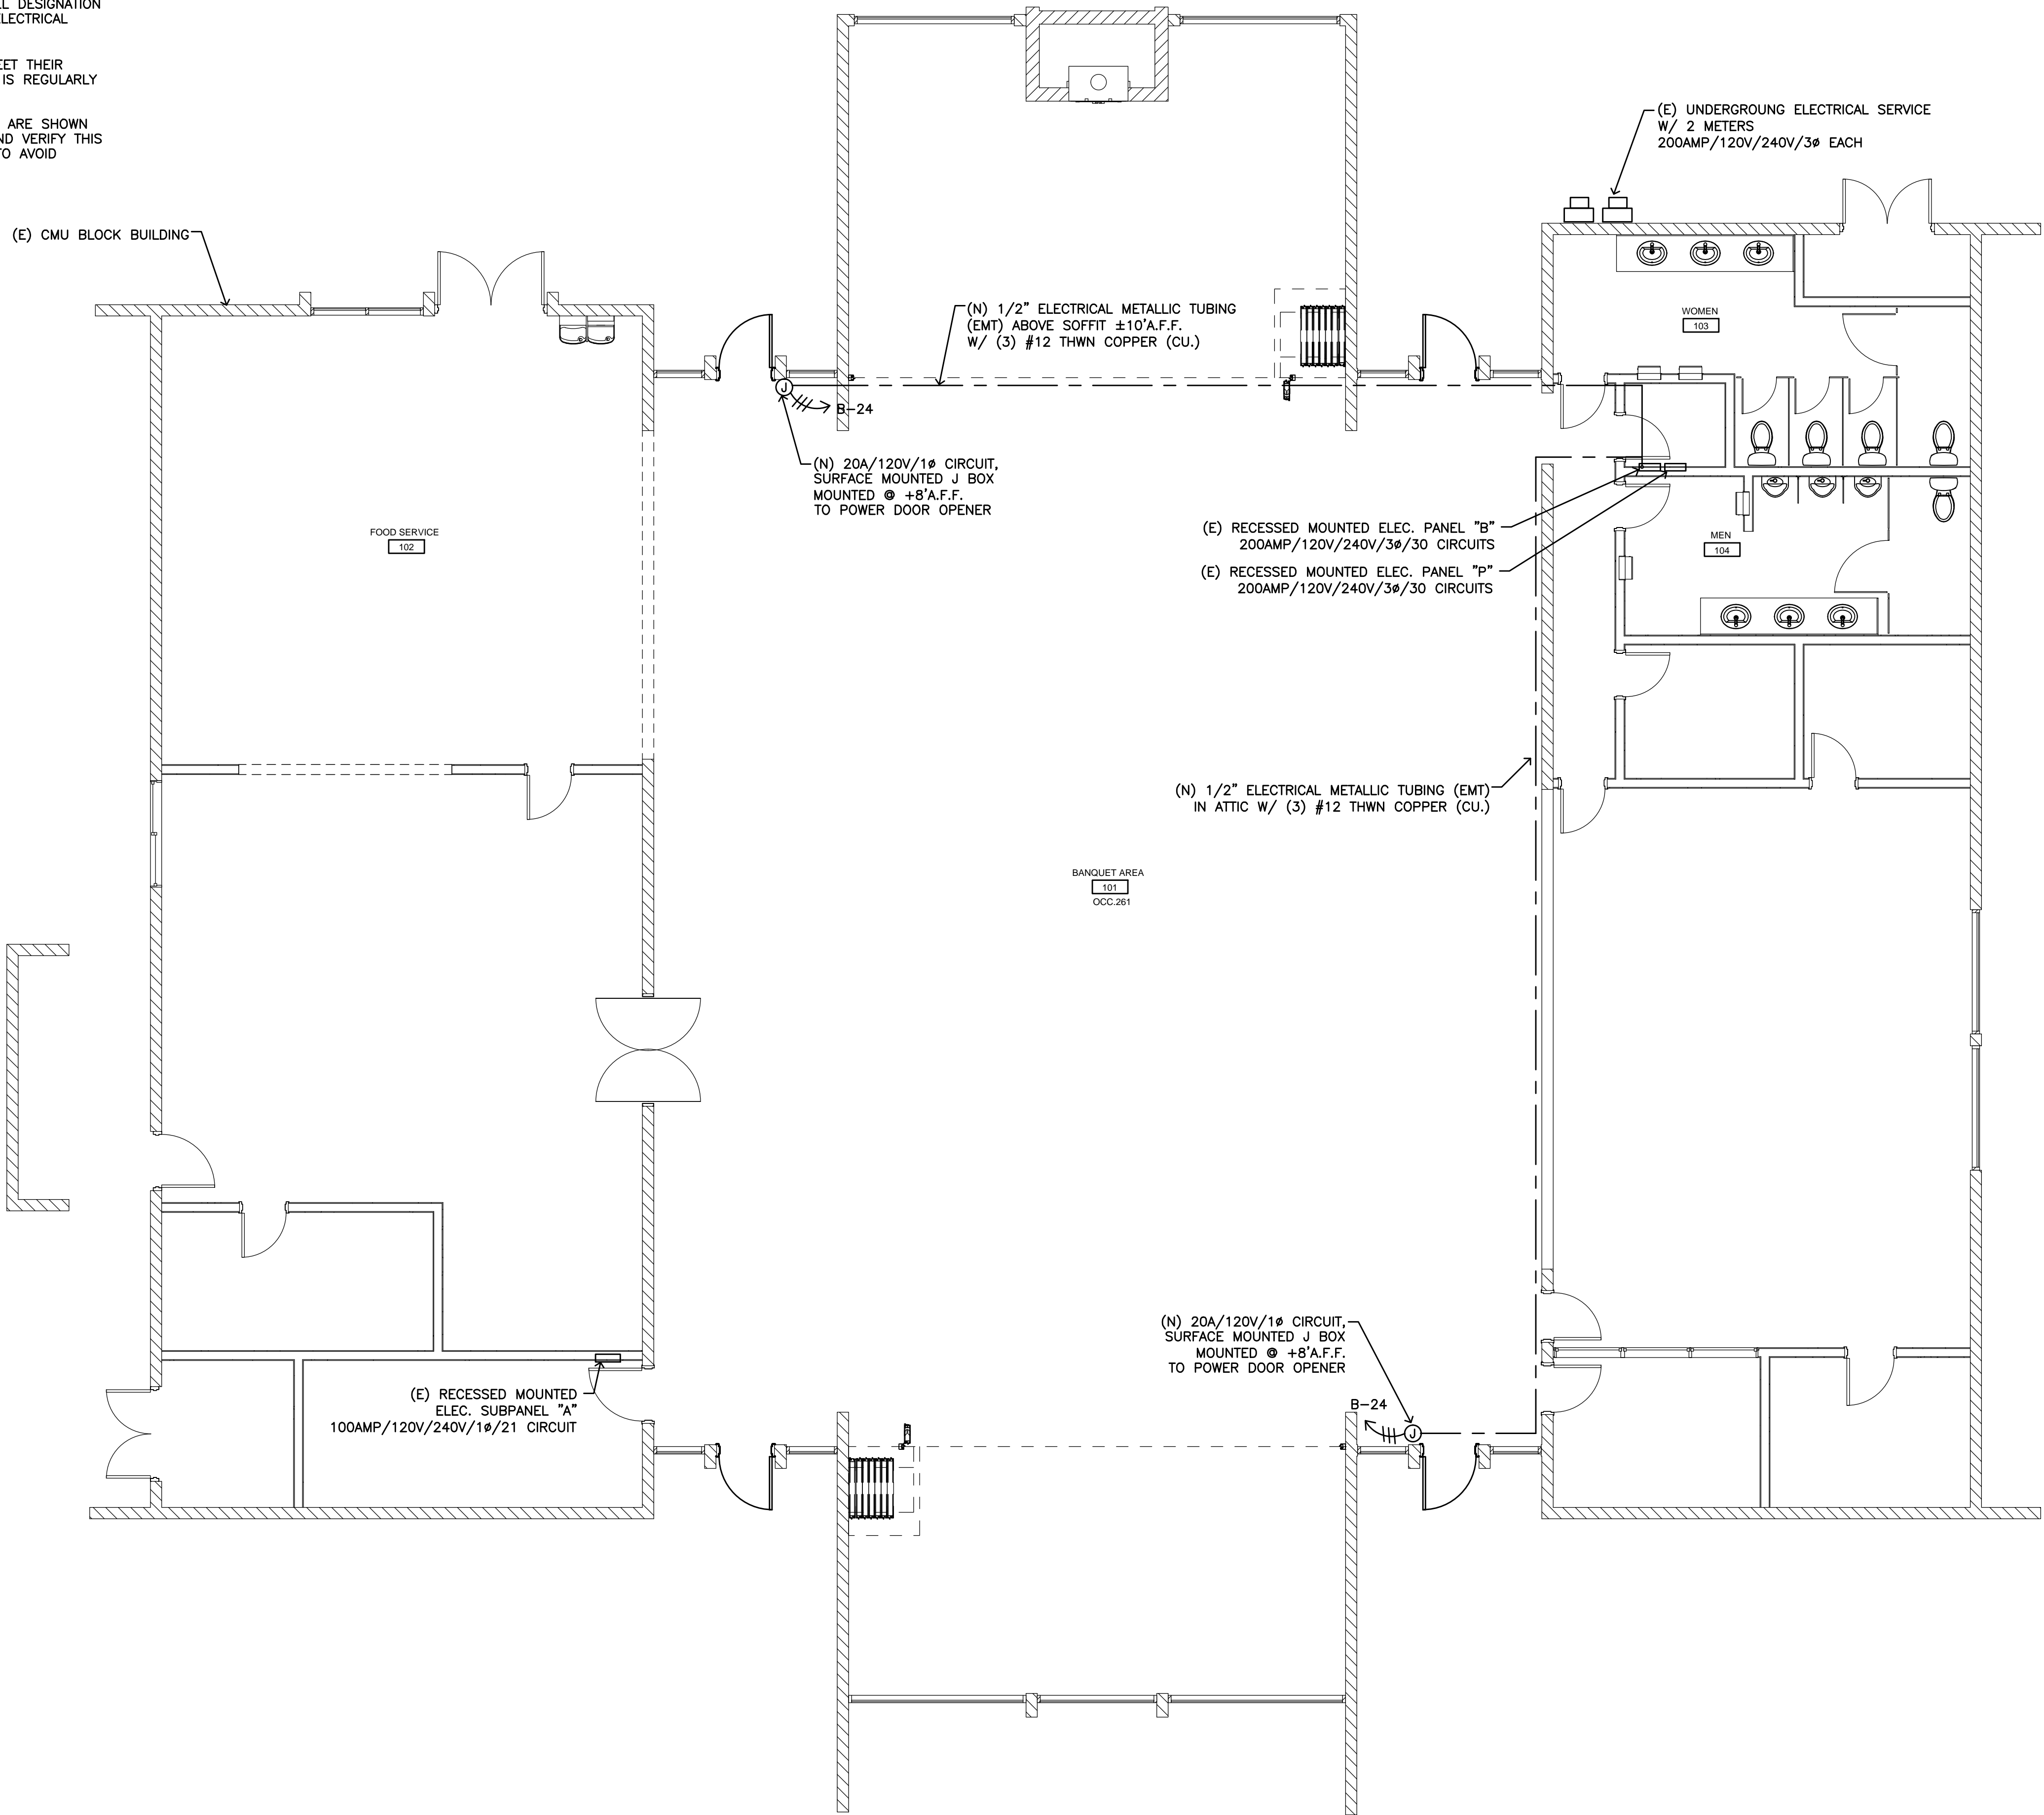 L DESIGNATION
ELECTRICAL
EET THEIR
IS REGULARLY
ARE SHOWN
ND VERIFY THIS
TO AVOID
(E) UNDERGROUNG ELECTRICAL SERVICE
W/ 2 METERS
200AMP/120V/240V/3ø EACH
(E) CMU BLOCK BUILDING
(N) 1/2" ELECTRICAL METALLIC TUBING
(EMT) ABOVE SOFFIT ±10'A.F.F.
W/ (3) #12 THWN COPPER (CU.)
WOMEN
103
J
B-24
(N) 20A/120V/1ø CIRCUIT,
SURFACE MOUNTED J BOX
MOUNTED @ +8'A.F.F.
TO POWER DOOR OPENER
FOOD SERVICE
102
(E) RECESSED MOUNTED ELEC. PANEL "B"
200AMP/120V/240V/3ø/30 CIRCUITS
(E) RECESSED MOUNTED ELEC. PANEL "P"
200AMP/120V/240V/3ø/30 CIRCUITS
MEN
104
(N) 1/2" ELECTRICAL METALLIC TUBING (EMT)
IN ATTIC W/ (3) #12 THWN COPPER (CU.)
BANQUET AREA
101
OCC.261
(N) 20A/120V/1ø CIRCUIT,
SURFACE MOUNTED J BOX
MOUNTED @ +8'A.F.F.
TO POWER DOOR OPENER
(E) RECESSED MOUNTED
ELEC. SUBPANEL "A"
100AMP/120V/240V/1ø/21 CIRCUIT
B-24
J